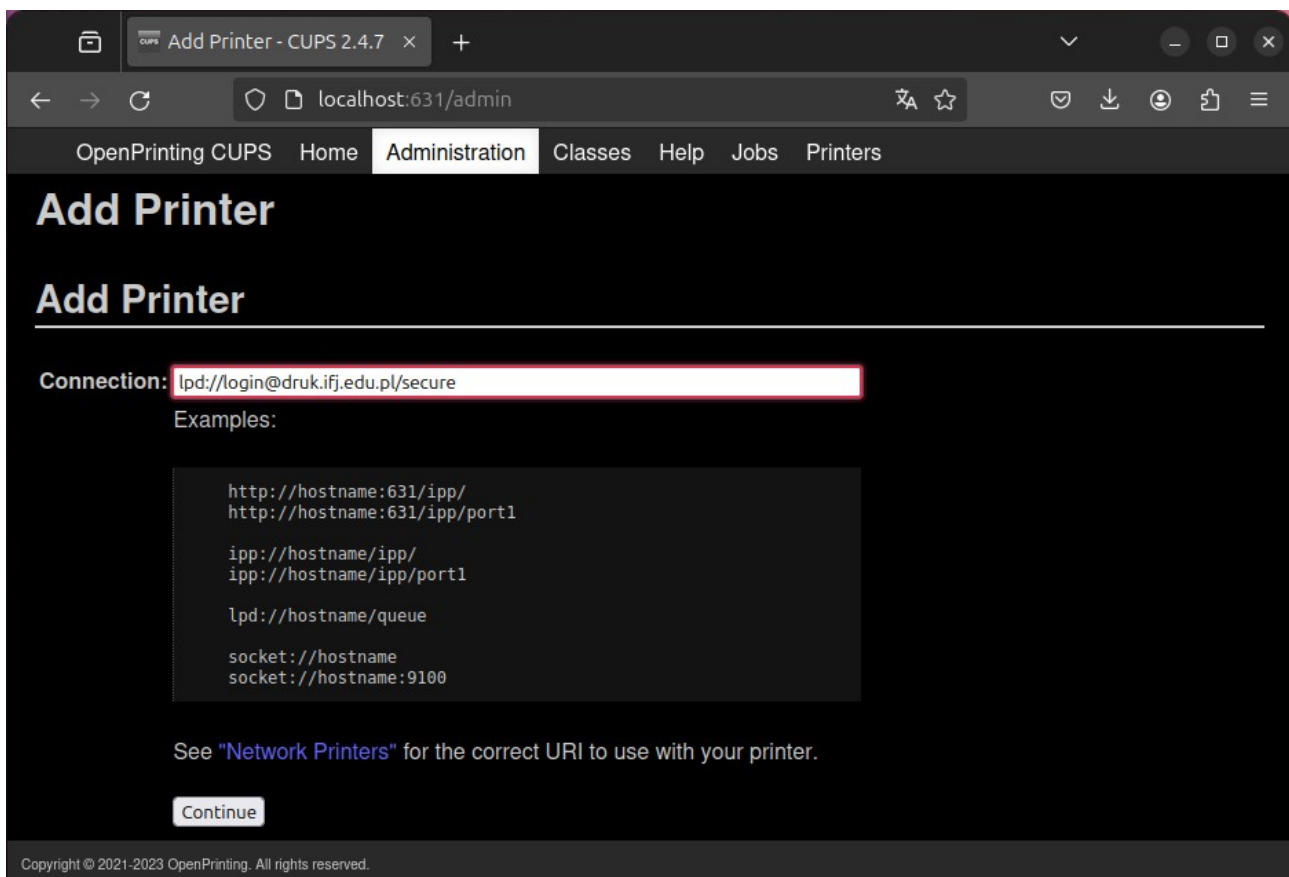 CUPS Add Printer - CUPS 2.4.7
localhost:631/admin
OpenPrinting CUPS Home Administration Classes Help Jobs Printers
Add Printer
Add Printer
Connection: lpd://login@druk.ifj.edu.pl/secure
Examples:
http://hostname:631/ipp/
http://hostname:631/ipp/port1
ipp://hostname/ipp/
ipp://hostname/ipp/port1
lpd://hostname/queue
socket://hostname
socket://hostname:9100
See "Network Printers" for the correct URI to use with your printer.
Continue
Copyright © 2021-2023 OpenPrinting. All rights reserved.